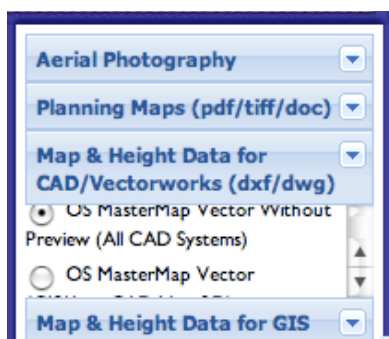 Aerial Photography
Planning Maps (pdf/tiff/doc)
Map & Height Data for
CAD/Vectorworks (dxf/dwg)
OS MasterMap Vector Without
Preview (All CAD Systems)
OS MasterMap Vector
Map & Height Data for GIS